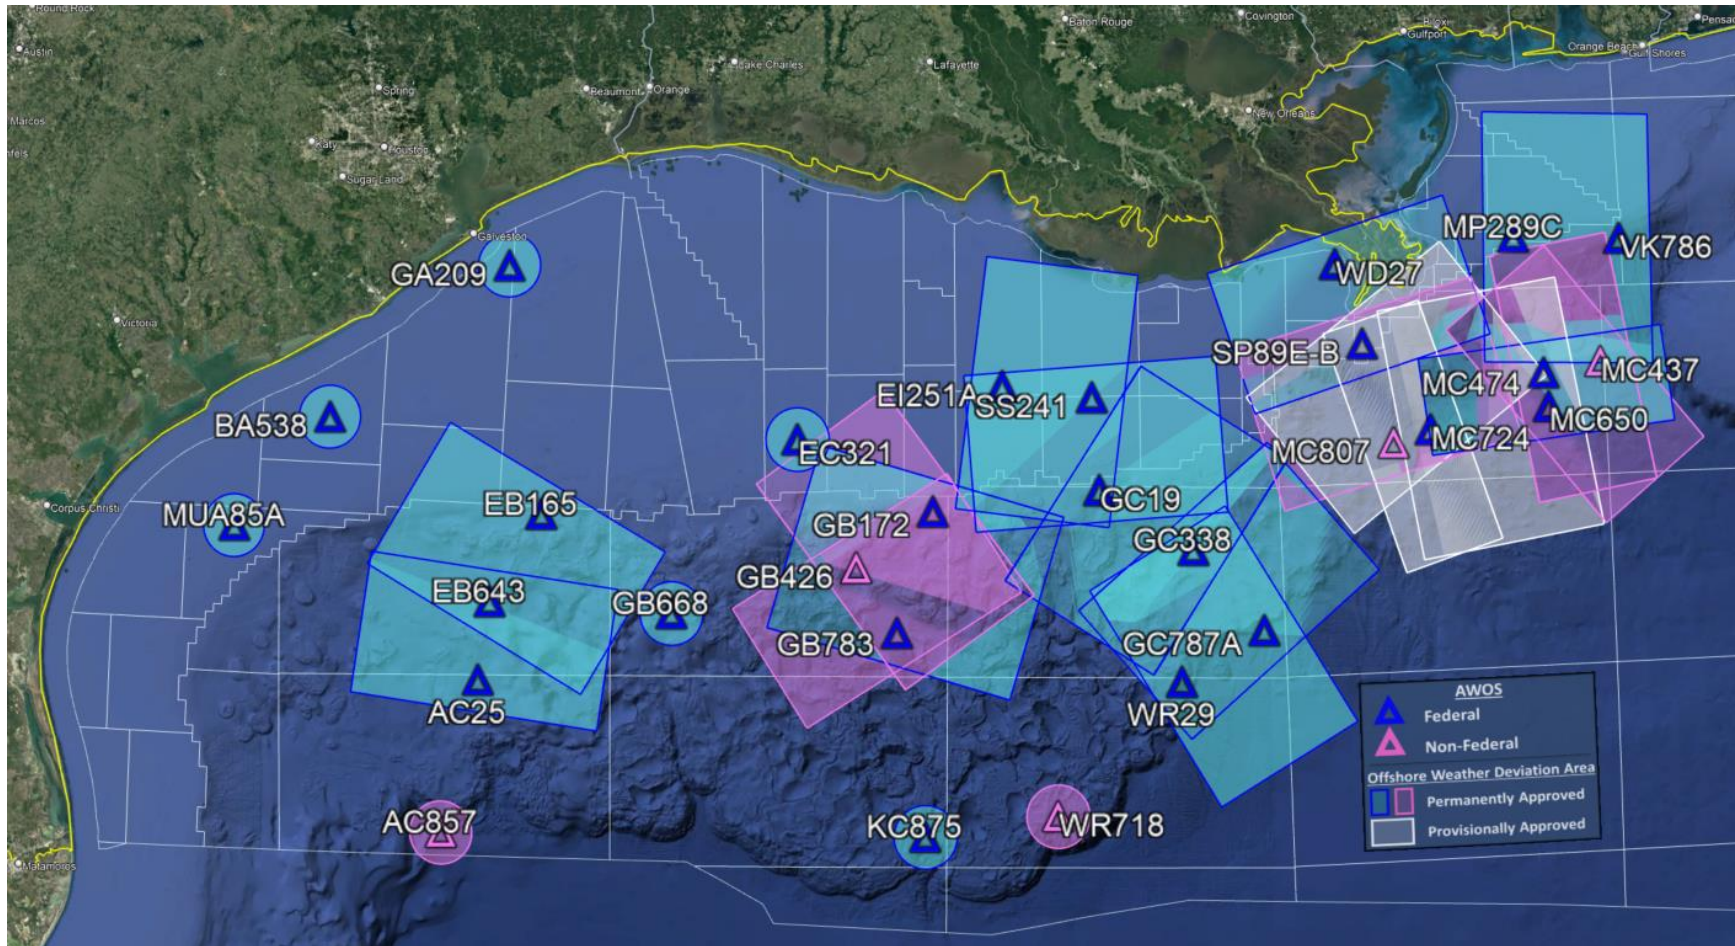 Round Rock
Austin
Marcos
nfels
Spring
Katy
Houston
Sugar Land
Beaumont
Orange
Lake Charles
Lafayette
Baton Rouge
Covington
New Orleans
Biloxi
Gulfport
Orange Beach
Gulf Shores
Pensac
Galveston
Victoria
Corpus Christi
Matamoros
GA209
BA538
MUA85A
EB165
EB643
AC25
AC857
GB668
EC321
GB172
GB426
GB783
KC875
WR718
EI251A
SS241
GC19
GC338
GC787A
WR29
WD27
SP89E-B
MC807
MC724
MC474
MC650
MC437
MP289C
VK786
AWOS
Federal
Non-Federal
Offshore Weather Deviation Area
Permanently Approved
Provisionally Approved